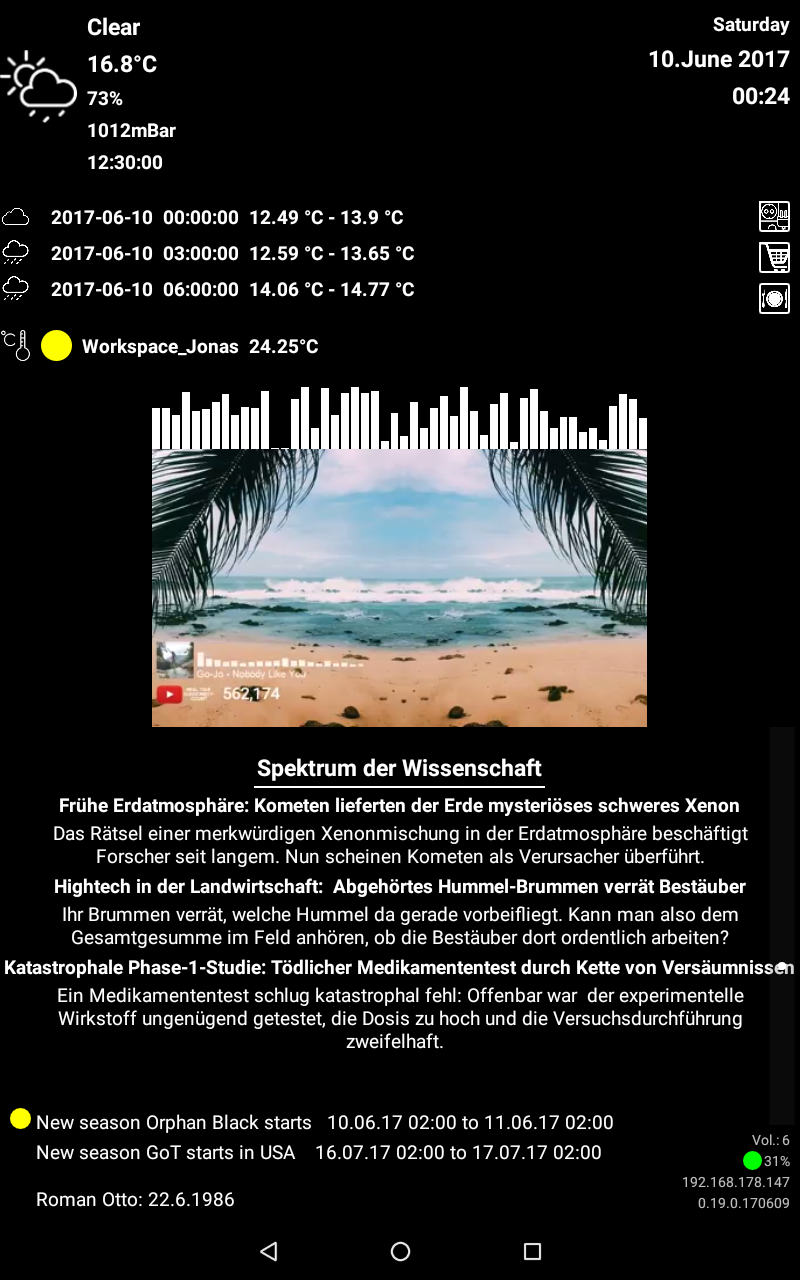 Clear
16.8°C
73%
1012mBar
12:30:00
Saturday
10.June 2017
00:24
2017-06-10 00:00:00 12.49 °C - 13.9 °C
2017-06-10 03:00:00 12.59 °C - 13.65 °C
2017-06-10 06:00:00 14.06 °C - 14.77 °C
°C
Workspace_Jonas 24.25°C
Go-Jo - Nobody Like You
562,174
Spektrum der Wissenschaft
Frühe Erdatmosphäre: Kometen lieferten der Erde mysteriöses schweres Xenon
Das Rätsel einer merkwürdigen Xenonmischung in der Erdatmosphäre beschäftigt
Forscher seit langem. Nun scheinen Kometen als Verursacher überführt.
Hightech in der Landwirtschaft: Abgehörtes Hummel-Brummen verrät Bestäuber
Ihr Brummen verrät, welche Hummel da gerade vorbeifliegt. Kann man also dem
Gesamtgesumme im Feld anhören, ob die Bestäuber dort ordentlich arbeiten?
Katastrophale Phase-1-Studie: Tödlicher Medikamententest durch Kette von Versäumnissen
Ein Medikamententest schlug katastrophal fehl: Offenbar war der experimentelle
Wirkstoff ungenügend getestet, die Dosis zu hoch und die Versuchsdurchführung
zweifelhaft.
New season Orphan Black starts 10.06.17 02:00 to 11.06.17 02:00
New season GoT starts in USA 16.07.17 02:00 to 17.07.17 02:00
Roman Otto: 22.6.1986
Vol.: 6
31%
192.168.178.147
0.19.0.170609